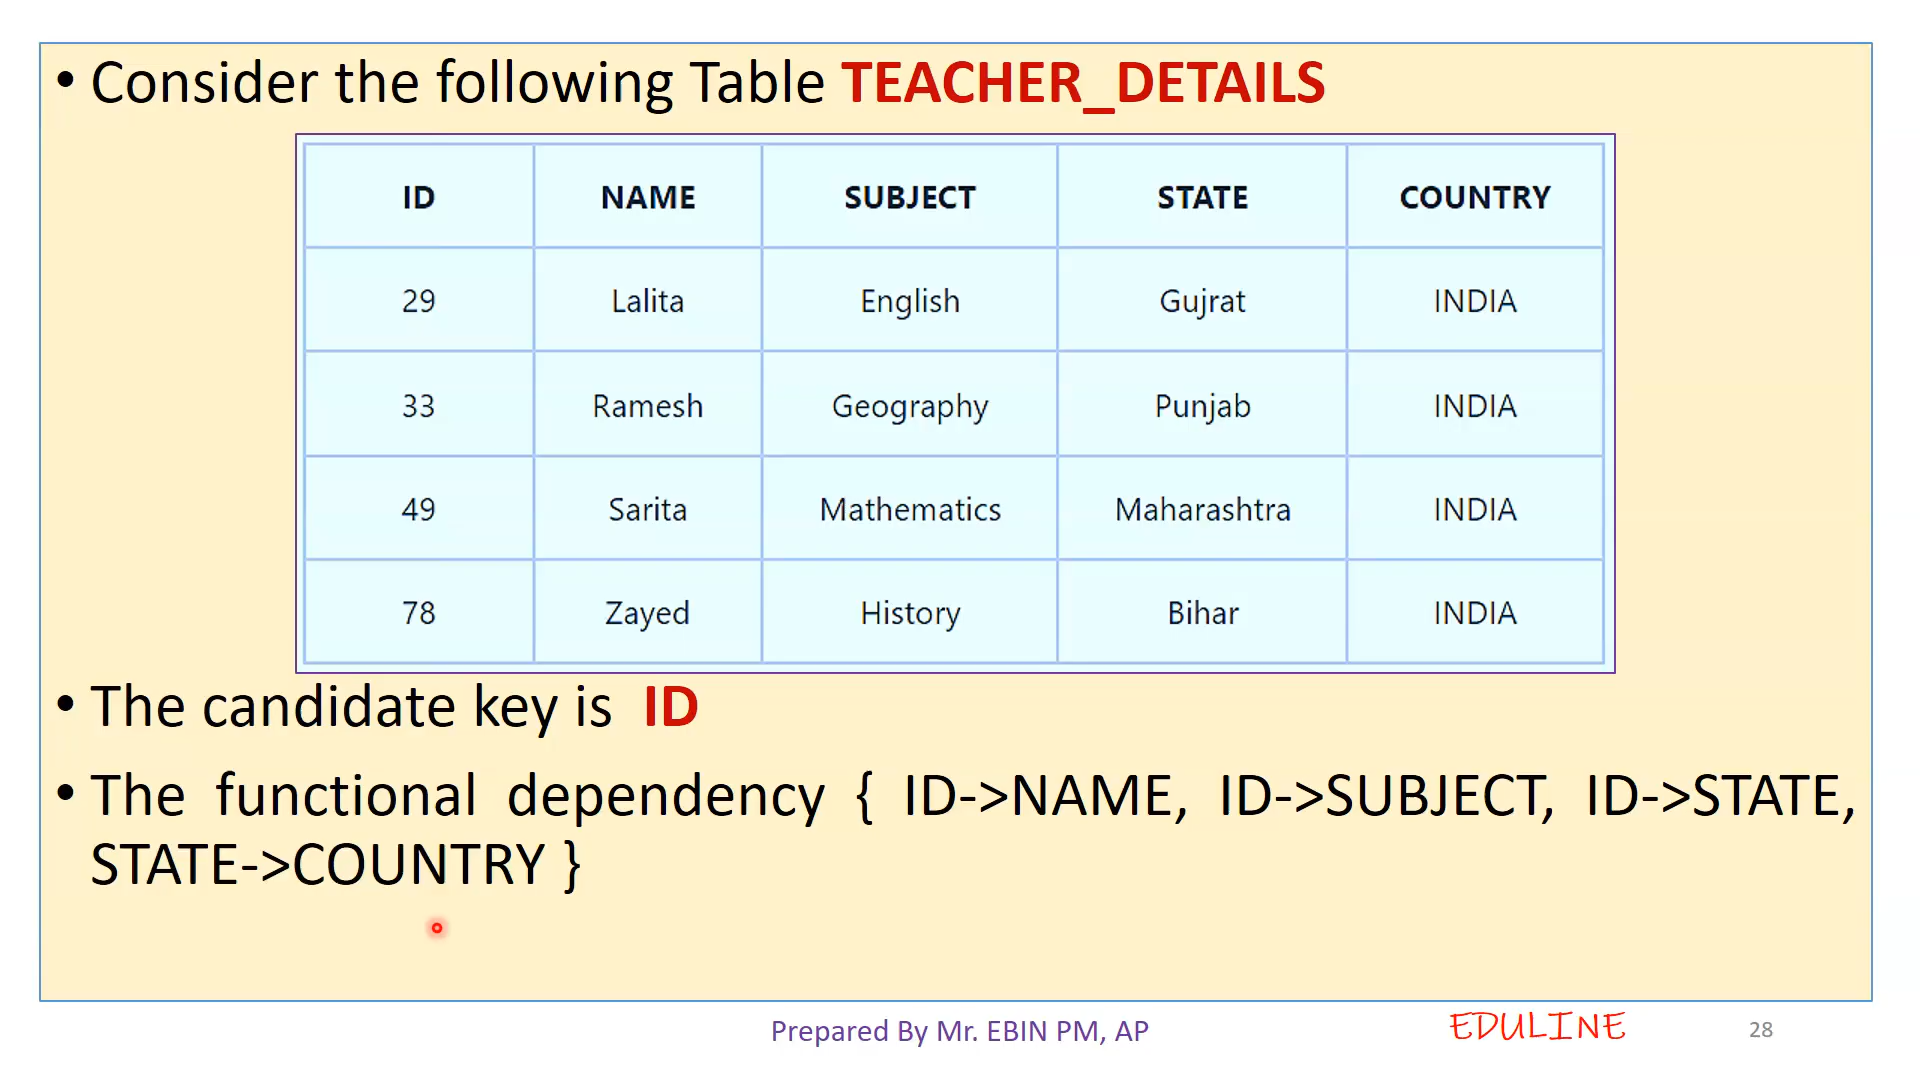 • Consider the following Table TEACHER_DETAILS
ID NAME SUBJECT STATE COUNTRY
29 Lalita English Gujrat INDIA
33 Ramesh Geography Punjab INDIA
49 Sarita Mathematics Maharashtra INDIA
78 Zayed History Bihar INDIA
• The candidate key is ID
• The functional dependency { ID->NAME, ID->SUBJECT, ID->STATE,
STATE->COUNTRY }
Prepared By Mr. EBIN PM, AP EDULINE 28